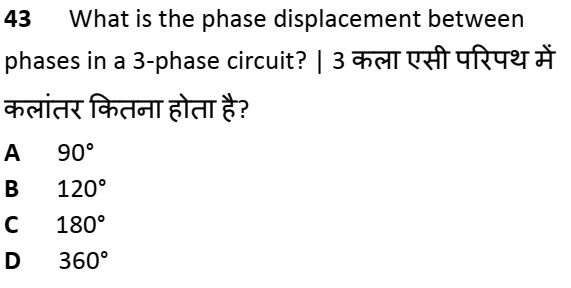 43 What is the phase displacement between
phases in a 3-phase circuit? | 3 कला एसी परिपथ में
कलांतर कितना होता है?
A 90°
B 120°
C 180°
D 360°